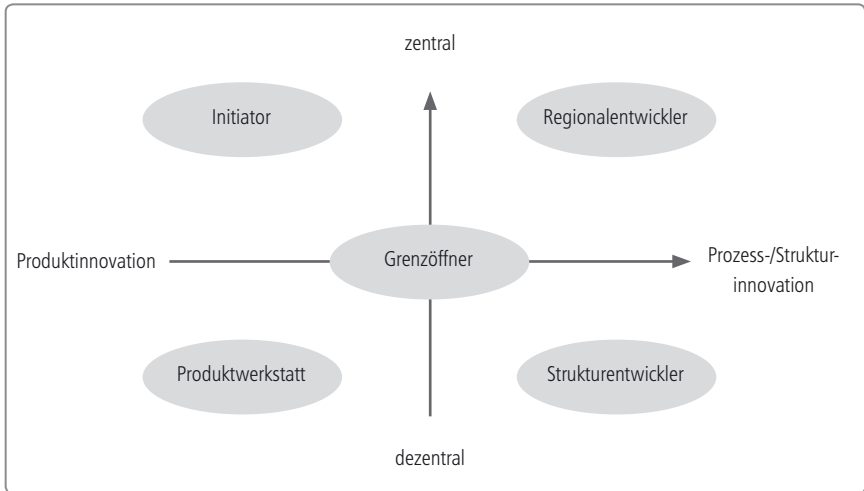 zentral
Initiator
Regionalentwickler
Produktinnovation
Grenzöffner
Prozess-/Struktur-
innovation
Produktwerkstatt
Strukturentwickler
dezentral